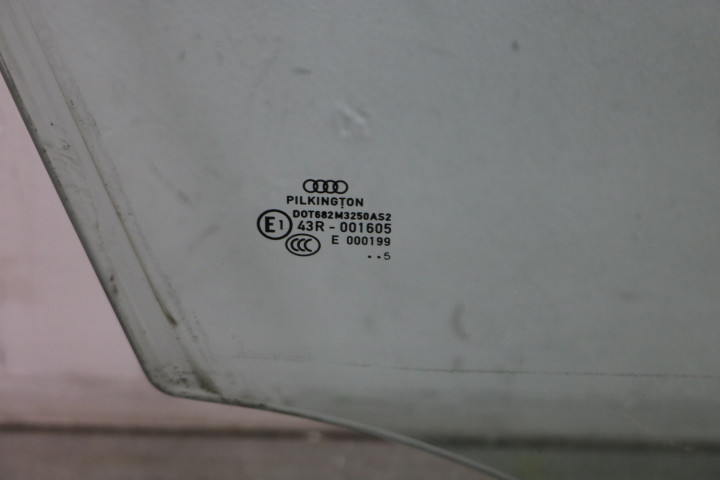 PILKINGTON
DOT682M3250AS2
E1 43R - 001605
CCC E 000199
..5